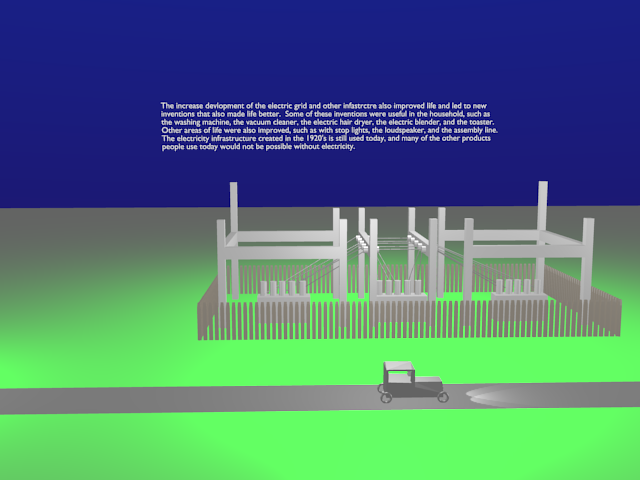 The increase devlopment of the electric grid and other infastrctre also improved life and led to new
inventions that also made life better.  Some of these inventions were useful in the household, such as
the washing machine, the vacuum cleaner, the electric hair dryer, the electric blender, and the toaster.
Other areas of life were also improved, such as with stop lights, the loudspeaker, and the assembly line.
The electricity infrastructure created in the 1920's is still used today, and many of the other products
people use today would not be possible without electricity.